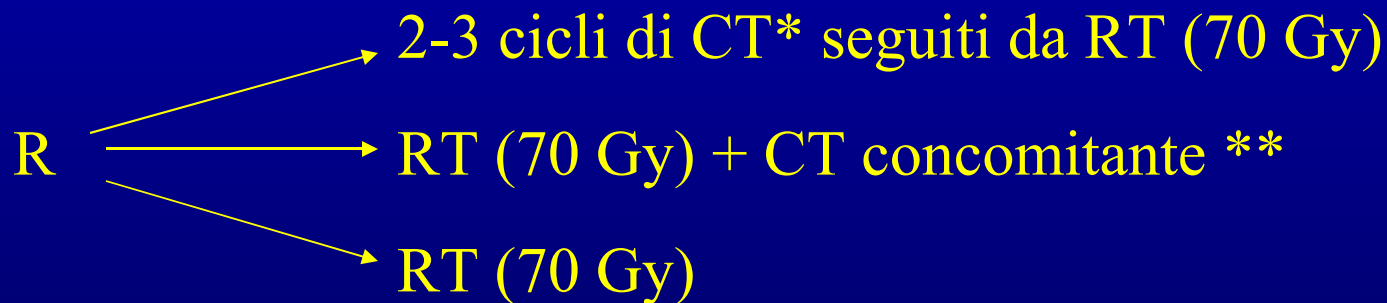 2-3 cicli di CT* seguiti da RT (70 Gy)
R RT (70 Gy) + CT concomitante **
RT (70 Gy)